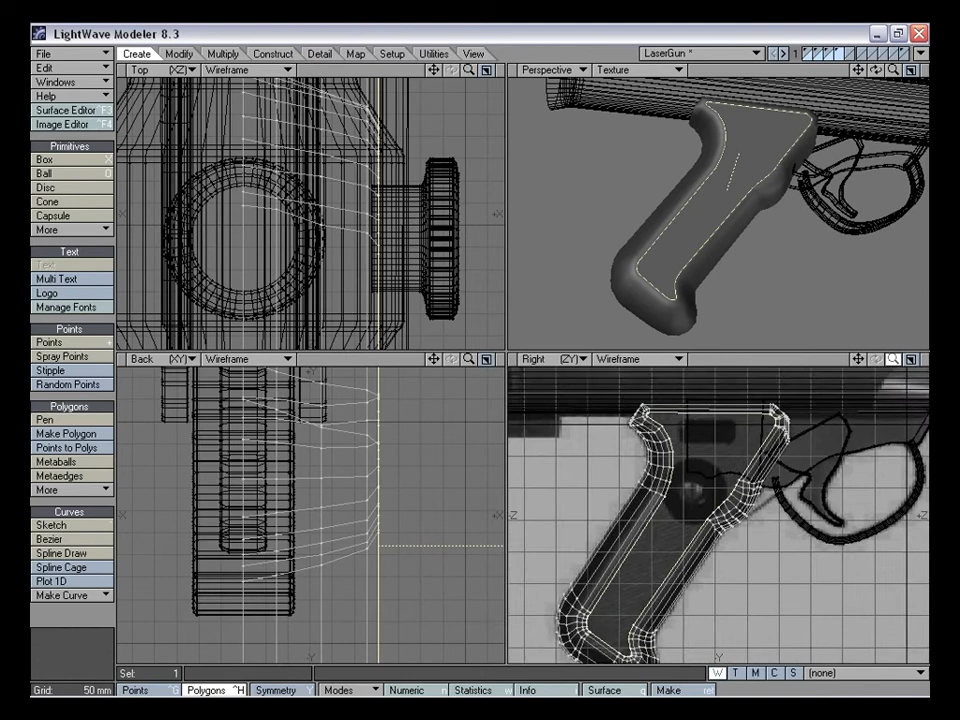 LightWave Modeler 8.3
File
Create Modify Multiply Construct Detail Map Setup Utilities View
LaserGun *
1
Edit
Top (XZ) Wireframe
Perspective Texture
Windows
Help
Surface Editor F3
Image Editor ^F4
Primitives
Box X
Ball O
Disc
Cone
Capsule
More
Text
Text
Multi Text
Logo
Manage Fonts
Points
Points +
Spray Points
Stipple
Random Points
Back (XY) Wireframe
Right (ZY) Wireframe
Polygons
Pen
Make Polygon
Points to Polys
Metaballs
Metaedges
More
Curves
Sketch
Bezier
Spline Draw
Spline Cage
Plot 1D
Make Curve
Sel: 1
W T M C S (none)
Grid: 50 mm
Points ^G Polygons ^H Symmetry Y Modes Numeric n Statistics w Info i Surface q Make